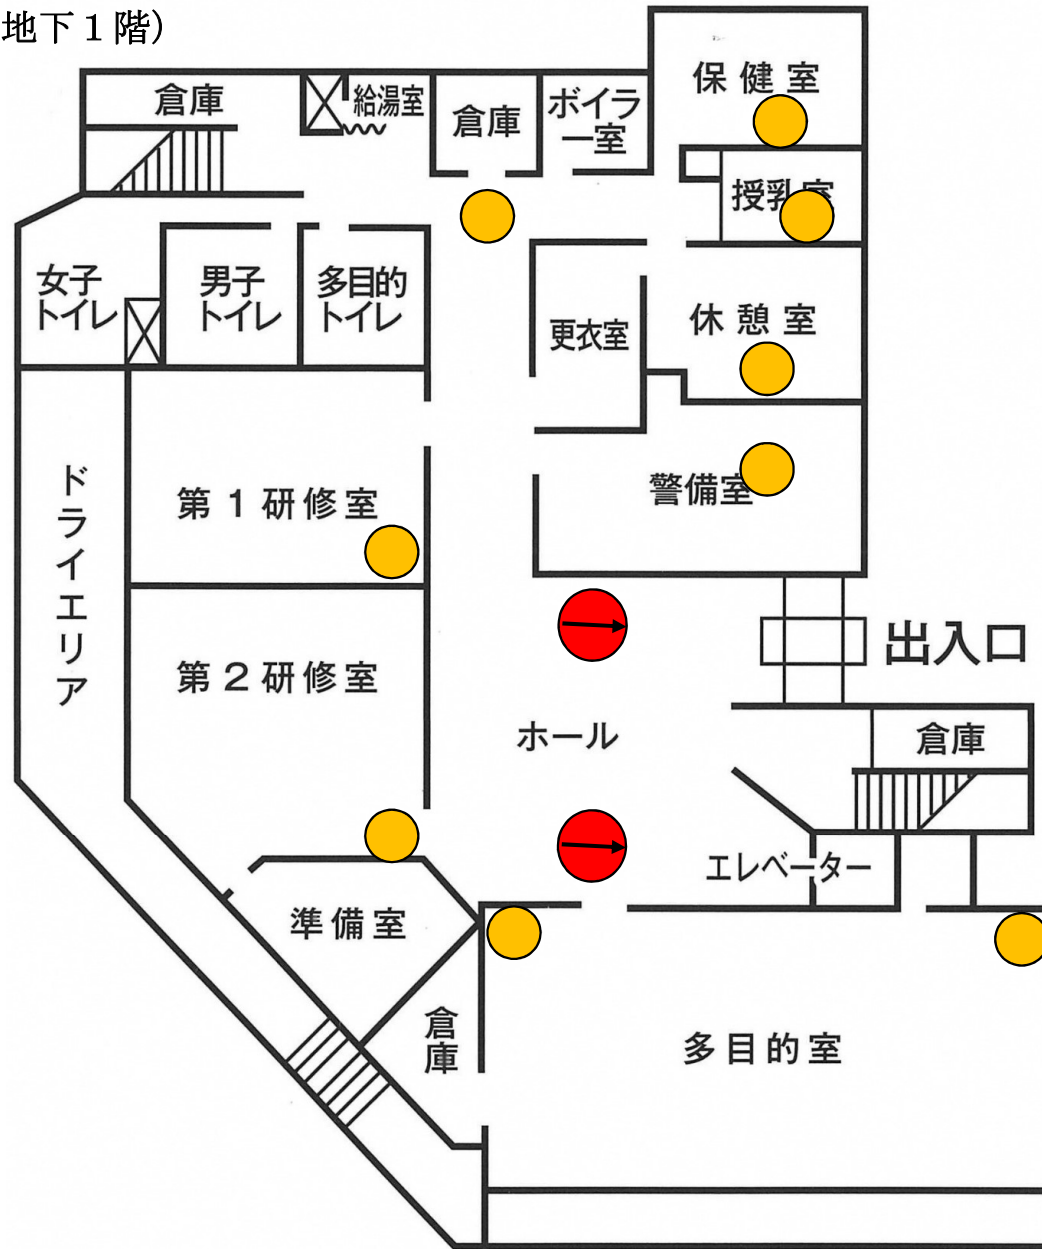 地下１階）
保健室
倉庫
給湯室
倉庫
ボイラ
ー室
授乳室
女子
トイレ
男子
トイレ
多目的
トイレ
更衣室
休憩室
ドライエリア
第１研修室
警備室
出入口
第２研修室
ホール
倉庫
エレベーター
準備室
倉庫
多目的室